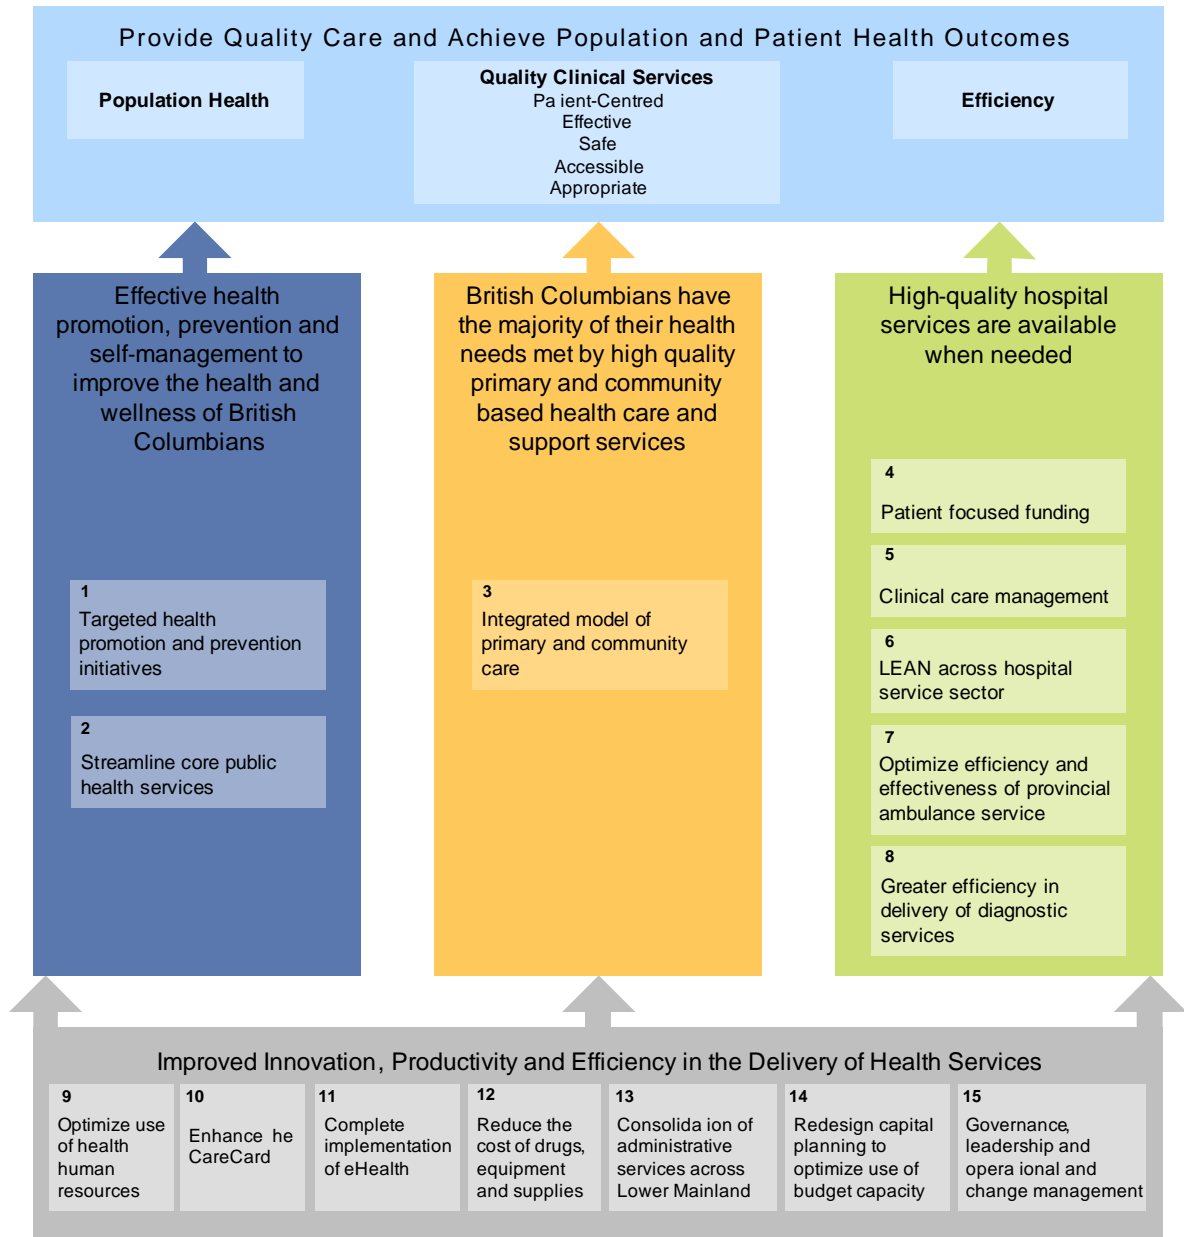 Provide Quality Care and Achieve Population and Patient Health Outcomes
Population Health
Quality Clinical Services
Pa ient-Centred
Effective
Safe
Accessible
Appropriate
Efficiency
Effective health
promotion, prevention and
self-management to
improve the health and
wellness of British
Columbians
1
Targeted health
promotion and prevention
initiatives
2
Streamline core public
health services
British Columbians have
the majority of their health
needs met by high quality
primary and community
based health care and
support services
3
Integrated model of
primary and community
care
High-quality hospital
services are available
when needed
4
Patient focused funding
5
Clinical care management
6
LEAN across hospital
service sector
7
Optimize efficiency and
effectiveness of provincial
ambulance service
8
Greater efficiency in
delivery of diagnostic
services
Improved Innovation, Productivity and Efficiency in the Delivery of Health Services
9
Optimize use
of health
human
resources
10
Enhance he
CareCard
11
Complete
implementation
of eHealth
12
Reduce the
cost of drugs,
equipment
and supplies
13
Consolida ion of
administrative
services across
Lower Mainland
14
Redesign capital
planning to
optimize use of
budget capacity
15
Governance,
leadership and
opera ional and
change management